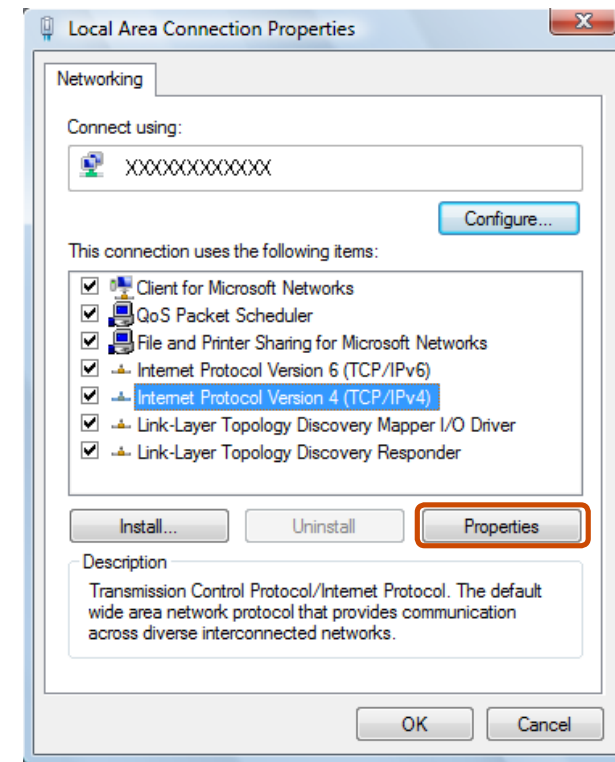 Local Area Connection Properties
Networking
Connect using:
XXXXXXXXXXXX
Configure...
This connection uses the following items:
Client for Microsoft Networks
QoS Packet Scheduler
File and Printer Sharing for Microsoft Networks
Internet Protocol Version 6 (TCP/IPv6)
Internet Protocol Version 4 (TCP/IPv4)
Link-Layer Topology Discovery Mapper I/O Driver
Link-Layer Topology Discovery Responder
Install... Uninstall Properties
Description
Transmission Control Protocol/Internet Protocol. The default
wide area network protocol that provides communication
across diverse interconnected networks.
OK Cancel